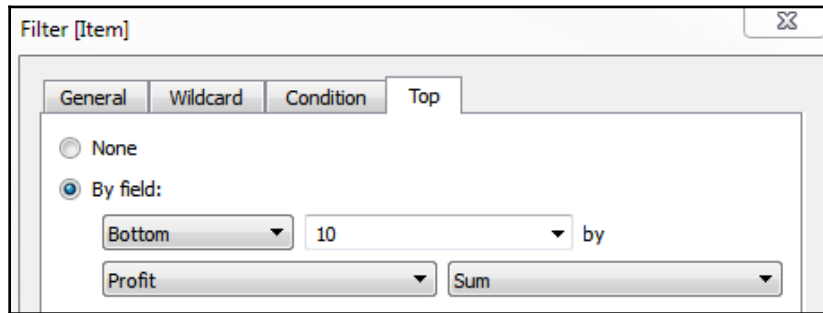 Filter [Item]
General Wildcard Condition Top
None
By field:
Bottom 10 by
Profit Sum